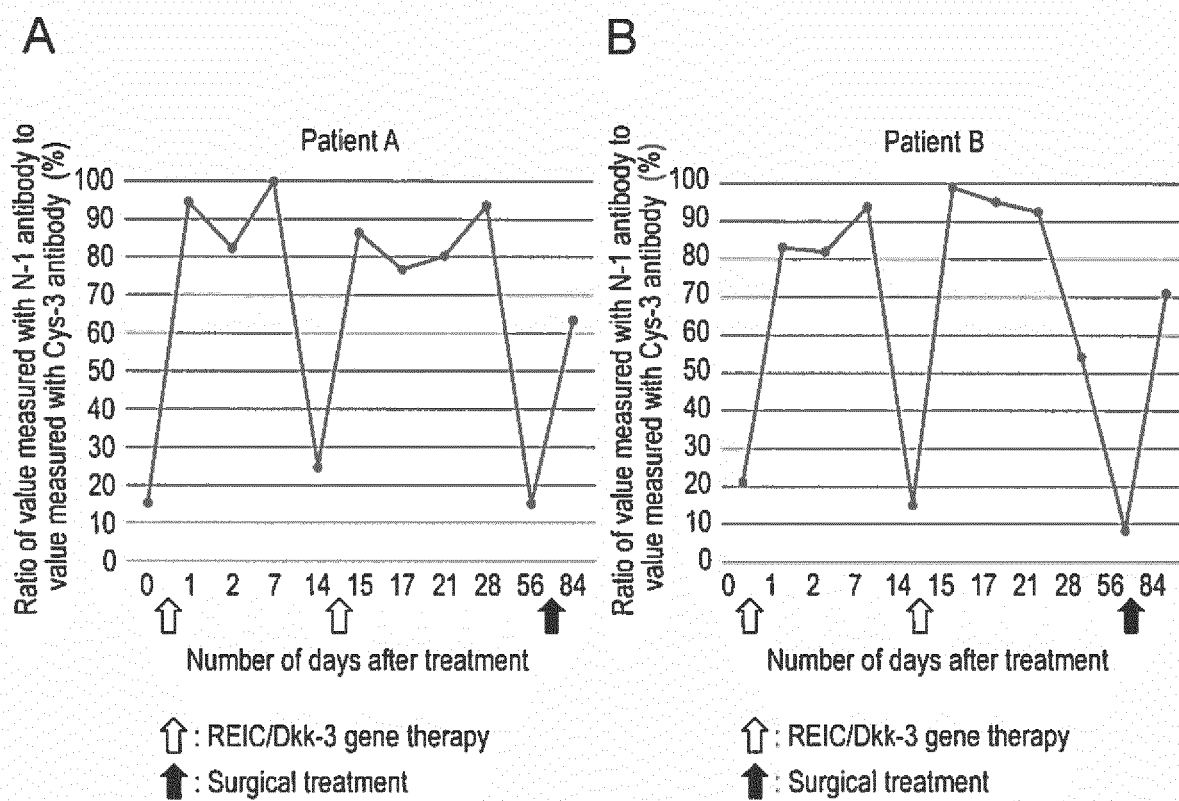 A
Patient A
Ratio of value measured with N-1 antibody to
value measured with Cys-3 antibody (%)
100
90
80
70
60
50
40
30
20
10
0
0 1 2 7 14 15 17 21 28 56 84
Number of days after treatment
: REIC/Dkk-3 gene therapy
: Surgical treatment
B
Patient B
Ratio of value measured with N-1 antibody to
value measured with Cys-3 antibody (%)
100
90
80
70
60
50
40
30
20
10
0
0 1 2 7 14 15 17 21 28 56 84
Number of days after treatment
: REIC/Dkk-3 gene therapy
: Surgical treatment